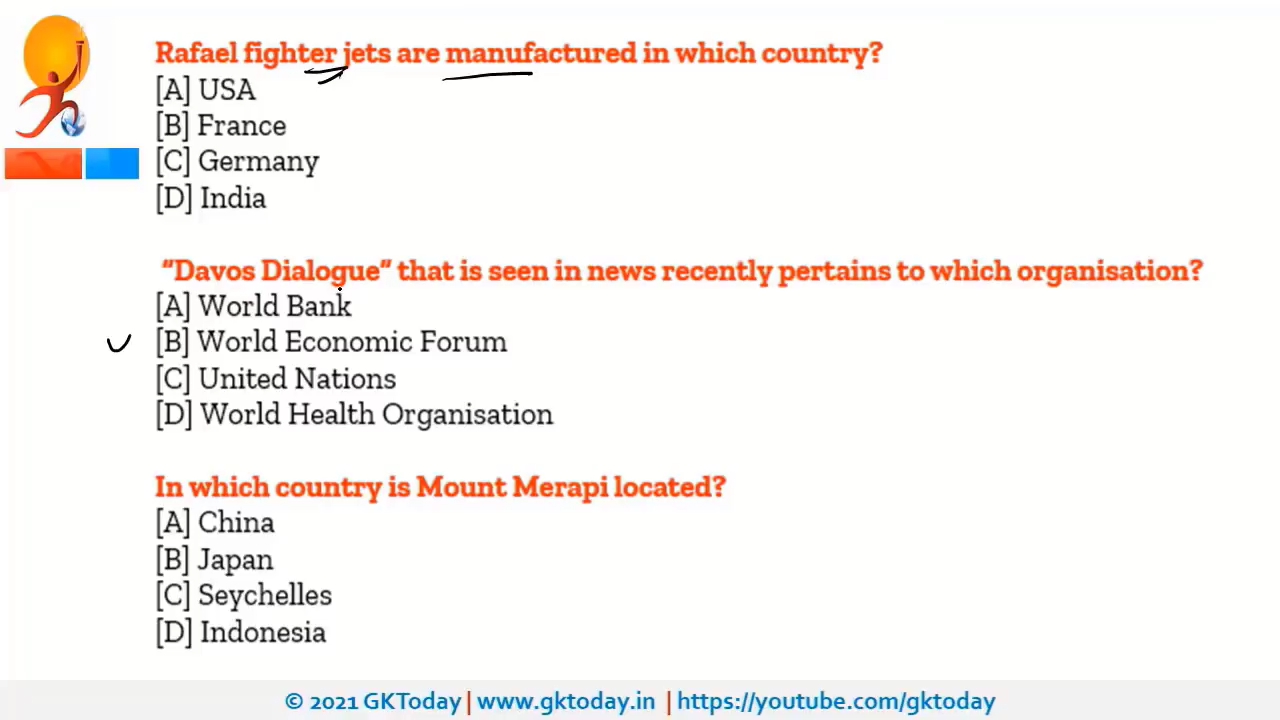 Rafael fighter jets are manufactured in which country?
[A] USA
[B] France
[C] Germany
[D] India
“Davos Dialogue” that is seen in news recently pertains to which organisation?
[A] World Bank
[B] World Economic Forum
[C] United Nations
[D] World Health Organisation
In which country is Mount Merapi located?
[A] China
[B] Japan
[C] Seychelles
[D] Indonesia
© 2021 GKToday | www.gktoday.in | https://youtube.com/gktoday